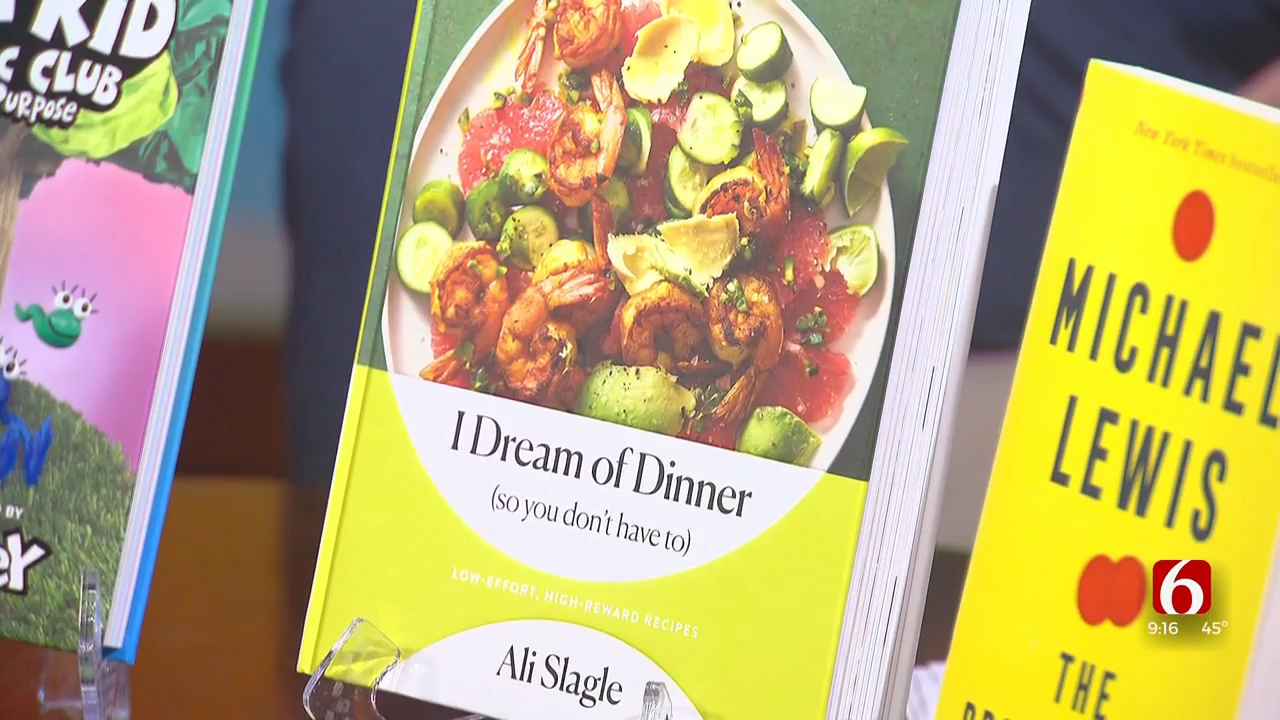 KID
C CLUB
PURPOSE
BY
EY
I Dream of Dinner
(so you don't have to)
LOW-EFFORT, HIGH-REWARD RECIPES
Ali Slagle
New York Times bestselle
MICHAEL
LEWIS
THE
6
9:16 45°